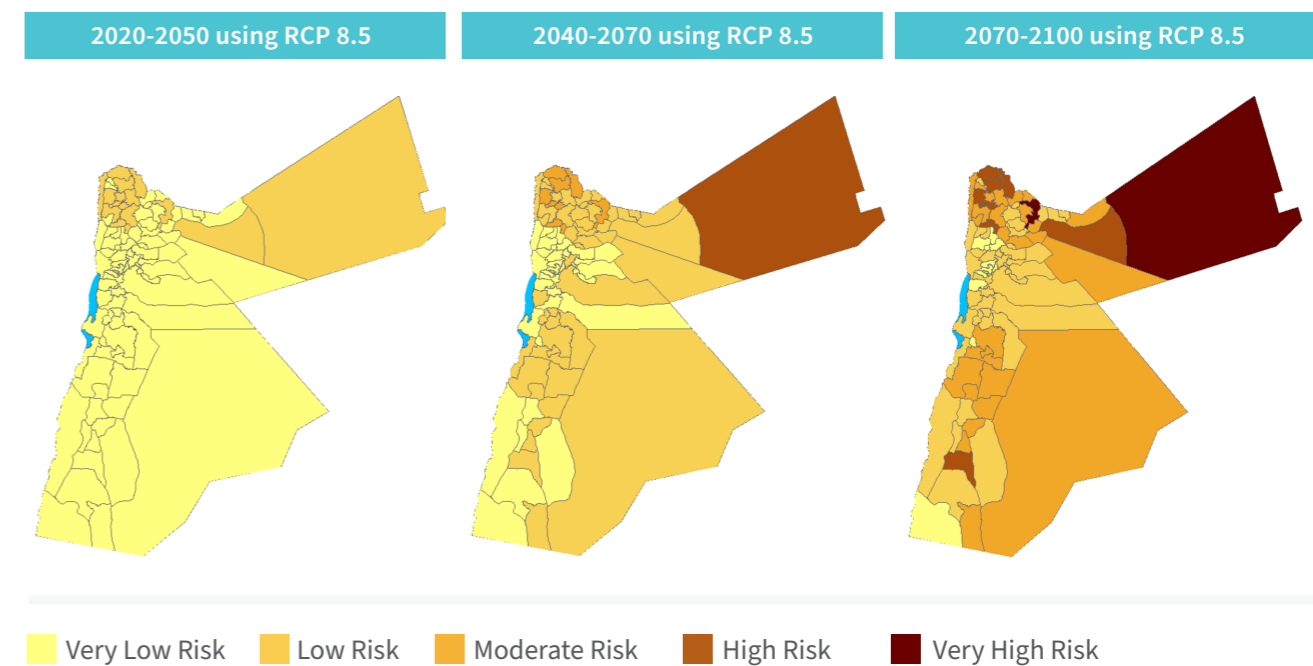 2020-2050 using RCP 8.5
2040-2070 using RCP 8.5
2070-2100 using RCP 8.5
Very Low Risk
Low Risk
Moderate Risk
High Risk
Very High Risk